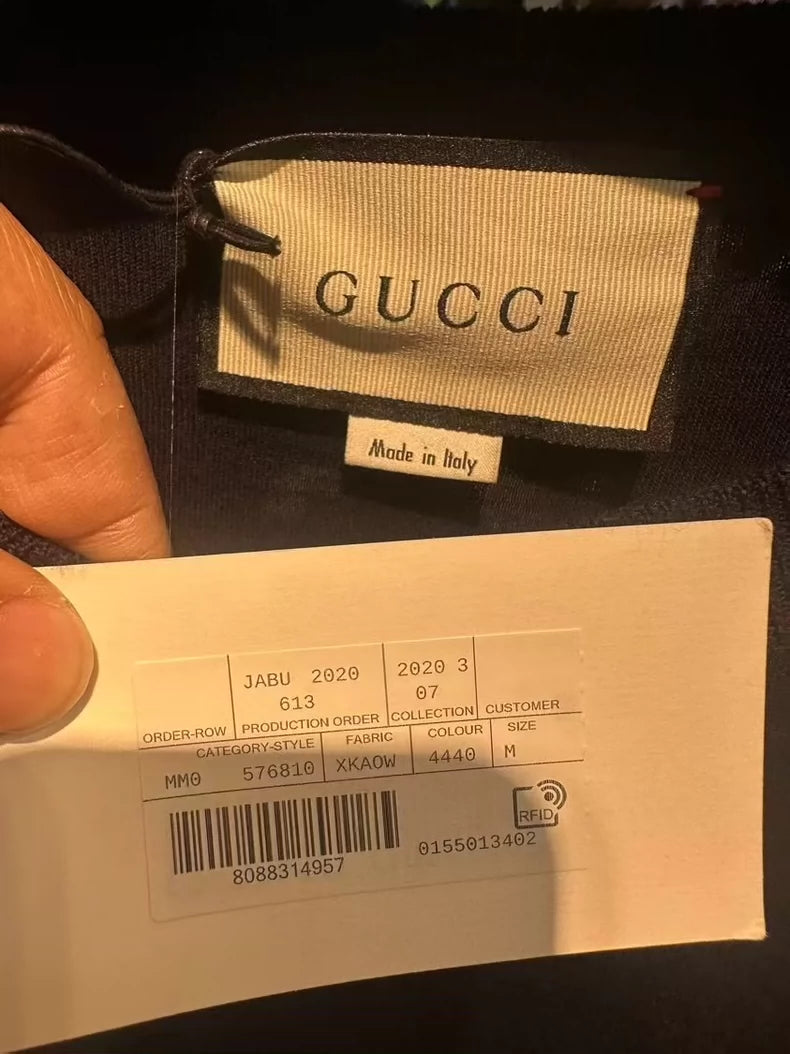 GUCCI
Made in Italy
JABU 2020
613
2020 3
07
ORDER-ROW
PRODUCTION ORDER
COLLECTION
CUSTOMER
CATEGORY-STYLE
FABRIC
COLOUR
SIZE
MM0 576810
XKAOW
4440
M
RFID
8088314957
0155013402